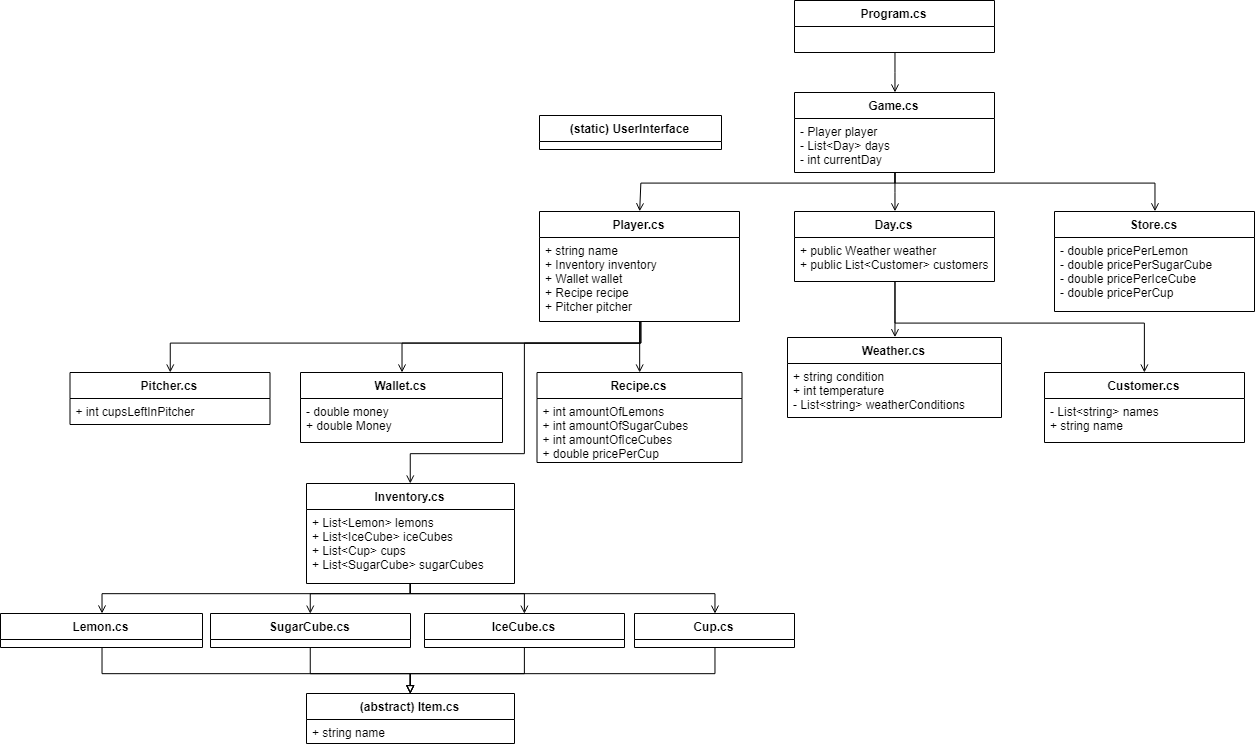 Program.cs
Game.cs
- Player player
- List<Day> days
- int currentDay
(static) UserInterface
Player.cs
+ string name
+ Inventory inventory
+ Wallet wallet
+ Recipe recipe
+ Pitcher pitcher
Day.cs
+ public Weather weather
+ public List<Customer> customers
Store.cs
- double pricePerLemon
- double pricePerSugarCube
- double pricePerIceCube
- double pricePerCup
Pitcher.cs
+ int cupsLeftInPitcher
Wallet.cs
- double money
+ double Money
Recipe.cs
+ int amountOfLemons
+ int amountOfSugarCubes
+ int amountOfIceCubes
+ double pricePerCup
Weather.cs
+ string condition
+ int temperature
- List<string> weatherConditions
Customer.cs
- List<string> names
+ string name
Inventory.cs
+ List<Lemon> lemons
+ List<IceCube> iceCubes
+ List<Cup> cups
+ List<SugarCube> sugarCubes
Lemon.cs
SugarCube.cs
IceCube.cs
Cup.cs
(abstract) Item.cs
+ string name